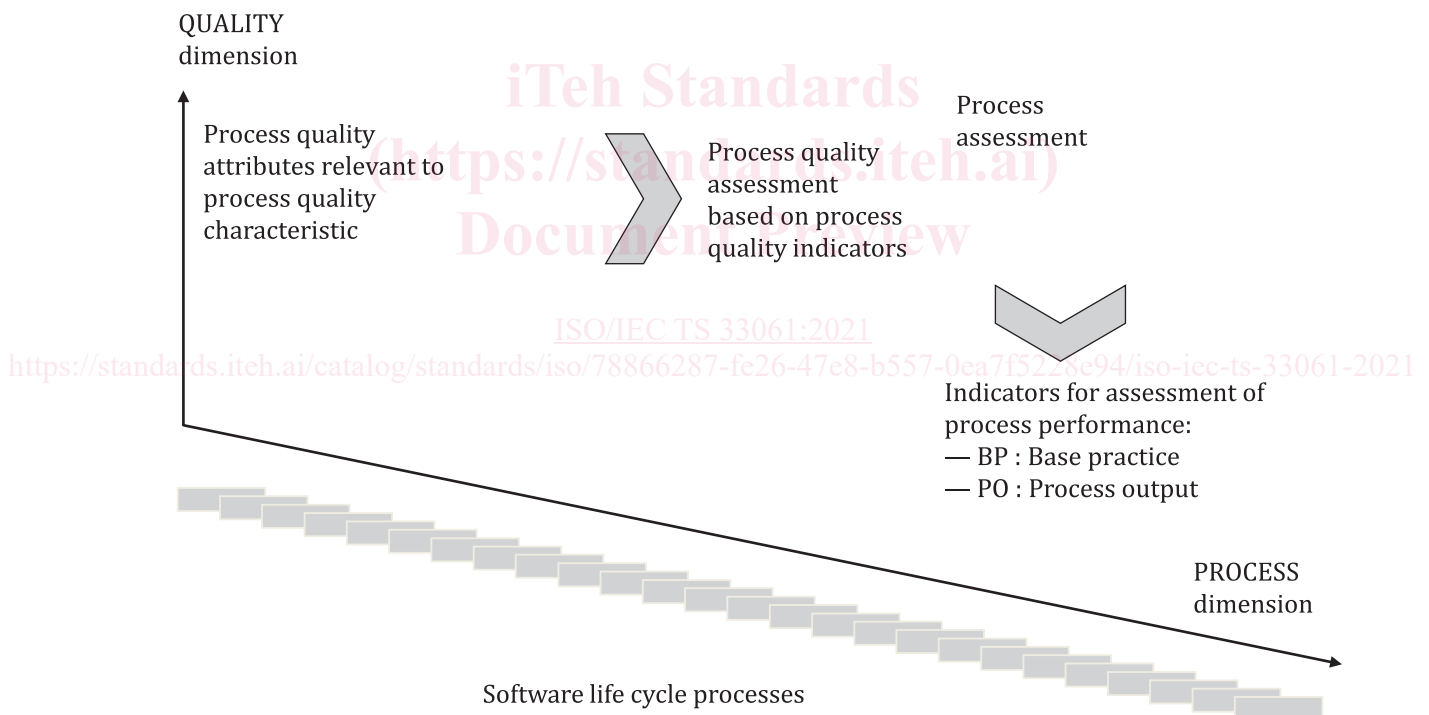 QUALITY
dimension
iTeh Standards
(https://standards.iteh.ai)
Document Preview
Process quality
attributes relevant to
process quality
characteristic
Process quality
assessment
based on process
quality indicators
Process
assessment
ISO/IEC TS 33061:2021
https://standards.iteh.ai/catalog/standards/iso/78866287-fe26-47e8-b557-0ea7f5228e94/iso-iec-ts-33061-2021
Indicators for assessment of
process performance:
— BP : Base practice
— PO : Process output
PROCESS
dimension
Software life cycle processes